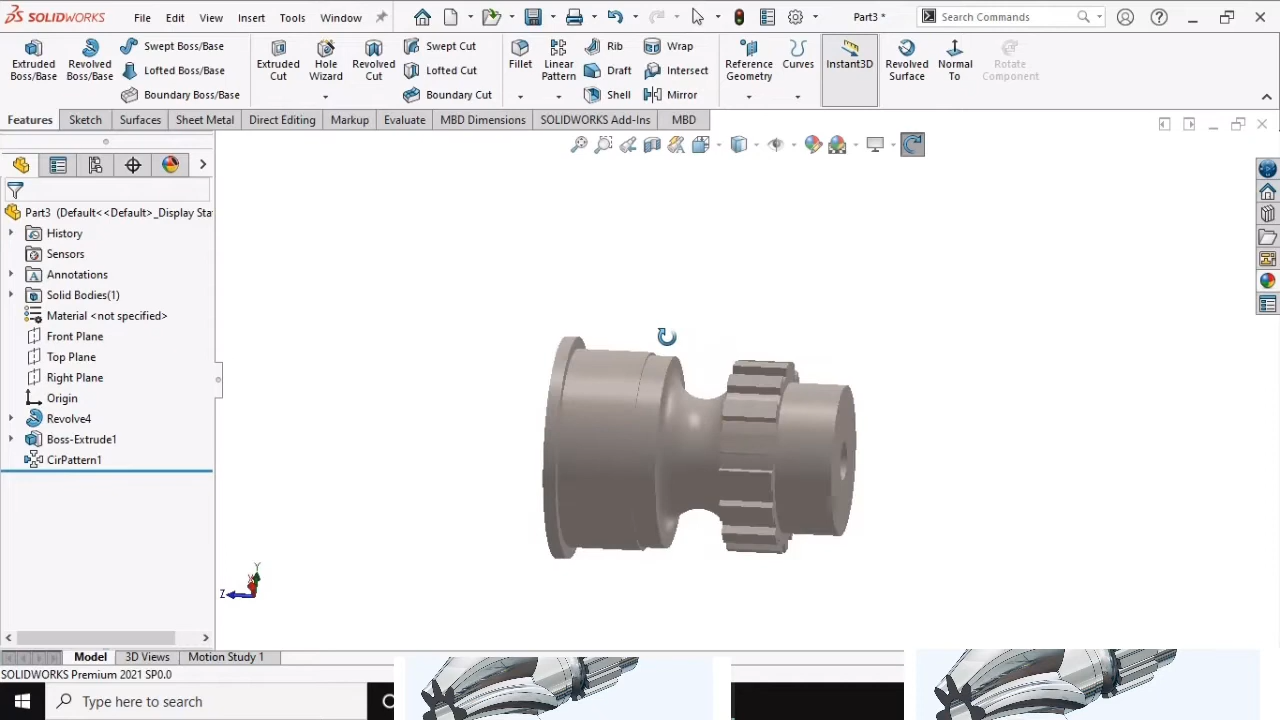 SOLIDWORKS File Edit View Insert Tools Window Part3 * Search Commands
Extruded Boss/Base
Revolved Boss/Base
Swept Boss/Base
Lofted Boss/Base
Boundary Boss/Base
Extruded Cut
Hole Wizard
Revolved Cut
Swept Cut
Lofted Cut
Boundary Cut
Fillet
Linear Pattern
Rib
Draft
Shell
Wrap
Intersect
Mirror
Reference Geometry
Curves
Instant3D
Revolved Surface
Normal To
Rotate Component
Features Sketch Surfaces Sheet Metal Direct Editing Markup Evaluate MBD Dimensions SOLIDWORKS Add-Ins MBD
Part3 (Default<<Default>_Display Sta
History
Sensors
Annotations
Solid Bodies(1)
Material <not specified>
Front Plane
Top Plane
Right Plane
Origin
Revolve4
Boss-Extrude1
CirPattern1
Y
X
Z
Model 3D Views Motion Study 1
SOLIDWORKS Premium 2021 SP0.0
Type here to search